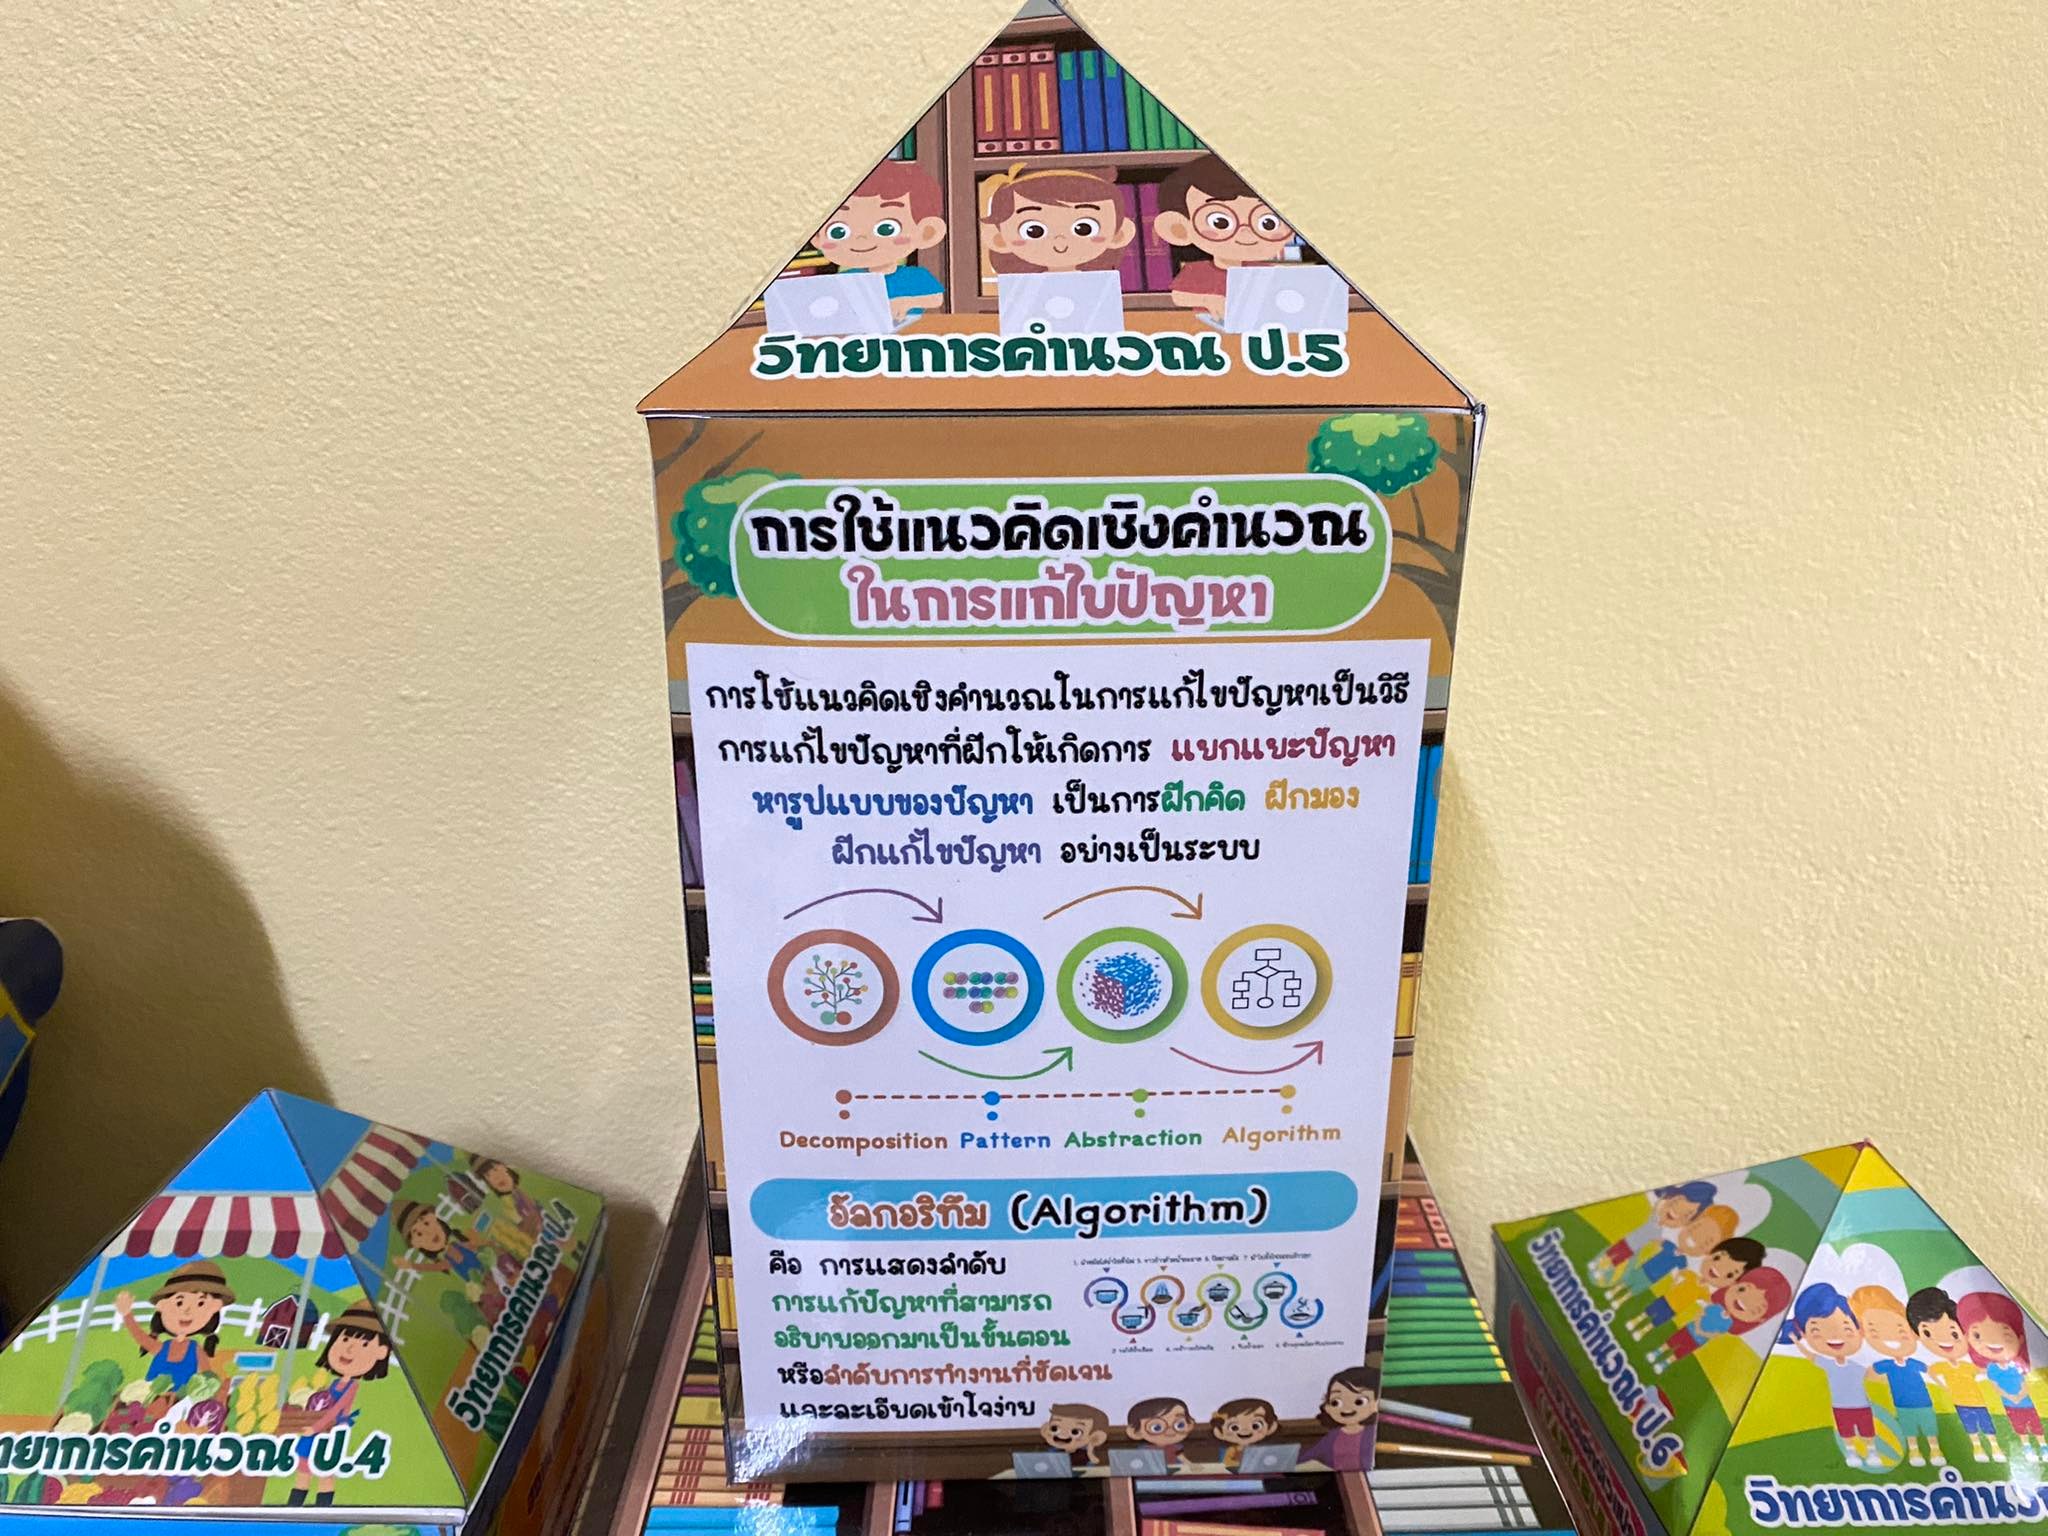 วิทยาการคำนวณ ป.5
การใช้แนวคิดเชิงคำนวณ
ในการแก้ไขปัญหา
การใช้แนวคิดเชิงคำนวณในการแก้ไขปัญหาเป็นวิธี
การแก้ไขปัญหาที่ฝึกให้เกิดการ แยกแยะปัญหา
หารูปแบบของปัญหา เป็นการฝึกคิด ฝึกมอง
ฝึกแก้ไขปัญหา อย่างเป็นระบบ
Decomposition Pattern Abstraction Algorithm
อัลกอริทึม (Algorithm)
คือ การแสดงลำดับ
การแก้ปัญหาที่สามารถ
อธิบายออกมาเป็นขั้นตอน
หรือลำดับการทำงานที่ชัดเจน
และละเอียดเข้าใจง่าย
ทยาการคำนวณ ป.4
วิทยาการคำนวณ ป.4
วิทยาการคำนวณ ป.6
วิทยาการคำนว